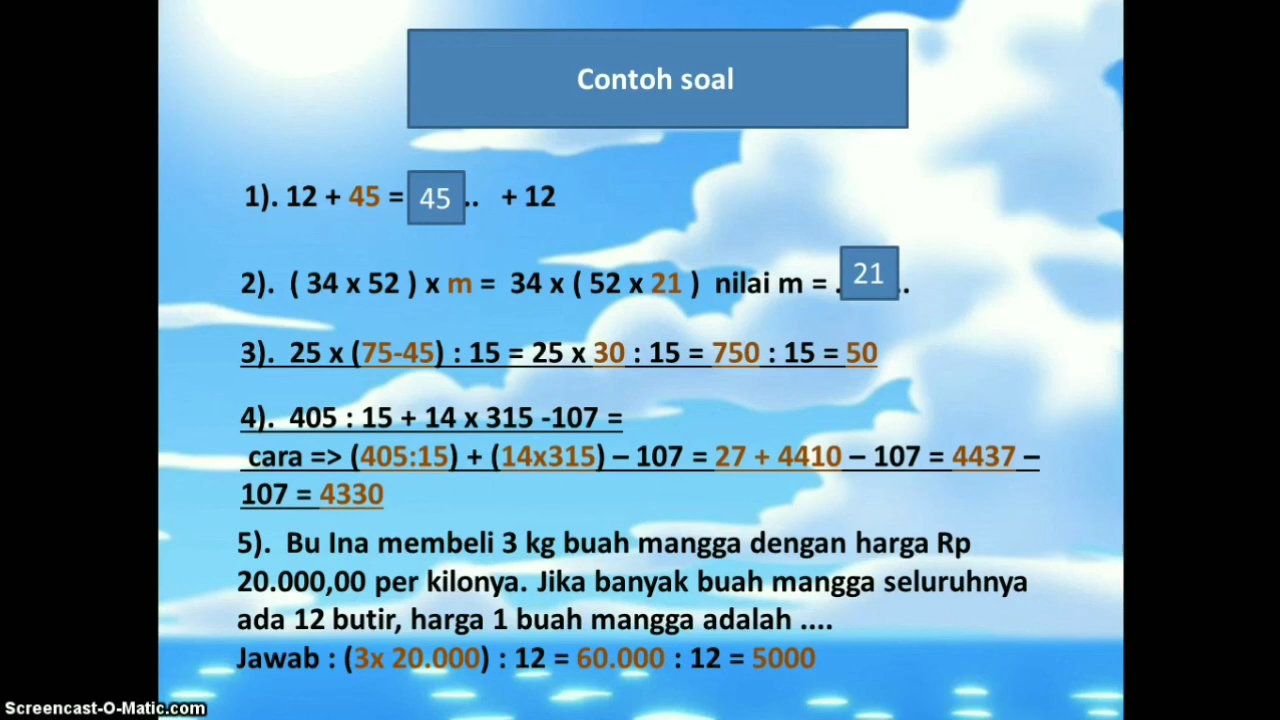 Contoh soal
1). 12 + 45 = 45.. + 12
2). ( 34 x 52 ) x m = 34 x ( 52 x 21 ) nilai m = .21.
3). 25 x (75-45) : 15 = 25 x 30 : 15 = 750 : 15 = 50
4). 405 : 15 + 14 x 315 -107 =
cara => (405:15) + (14x315) – 107 = 27 + 4410 – 107 = 4437 –
107 = 4330
5). Bu Ina membeli 3 kg buah mangga dengan harga Rp
20.000,00 per kilonya. Jika banyak buah mangga seluruhnya
ada 12 butir, harga 1 buah mangga adalah ....
Jawab : (3x 20.000) : 12 = 60.000 : 12 = 5000
Screencast-O-Matic.com